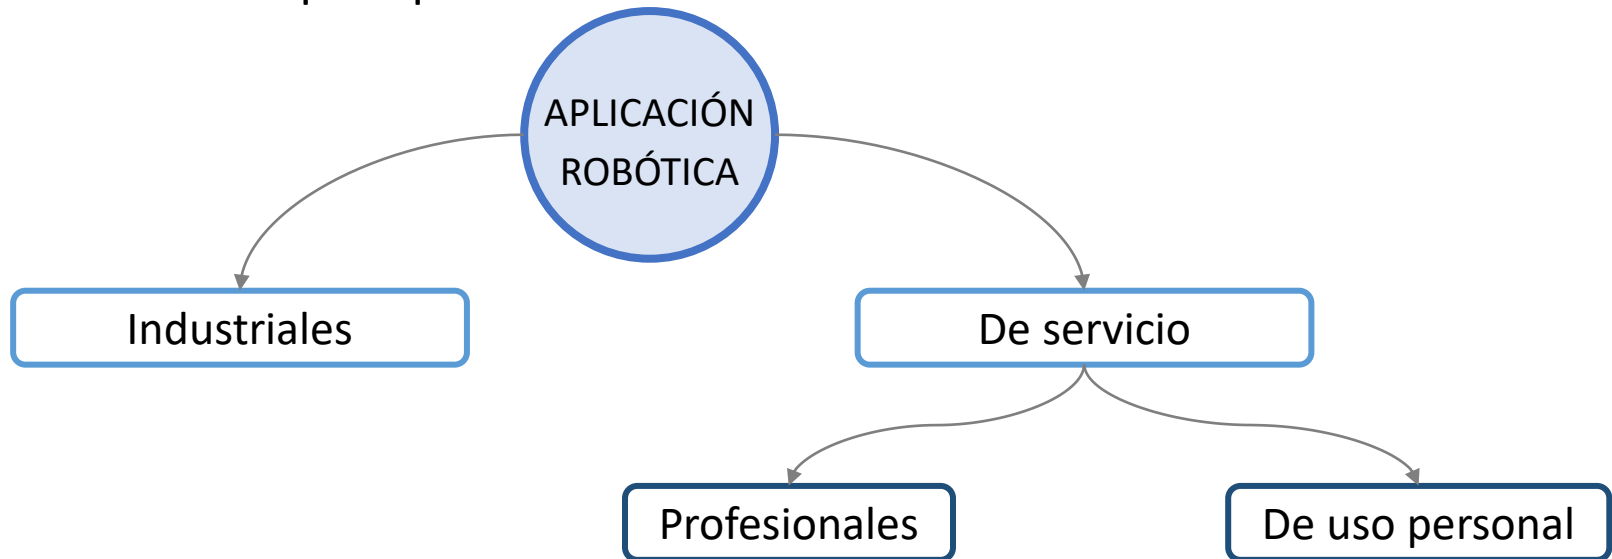 APLICACIÓN
ROBÓTICA
Industriales
De servicio
Profesionales
De uso personal